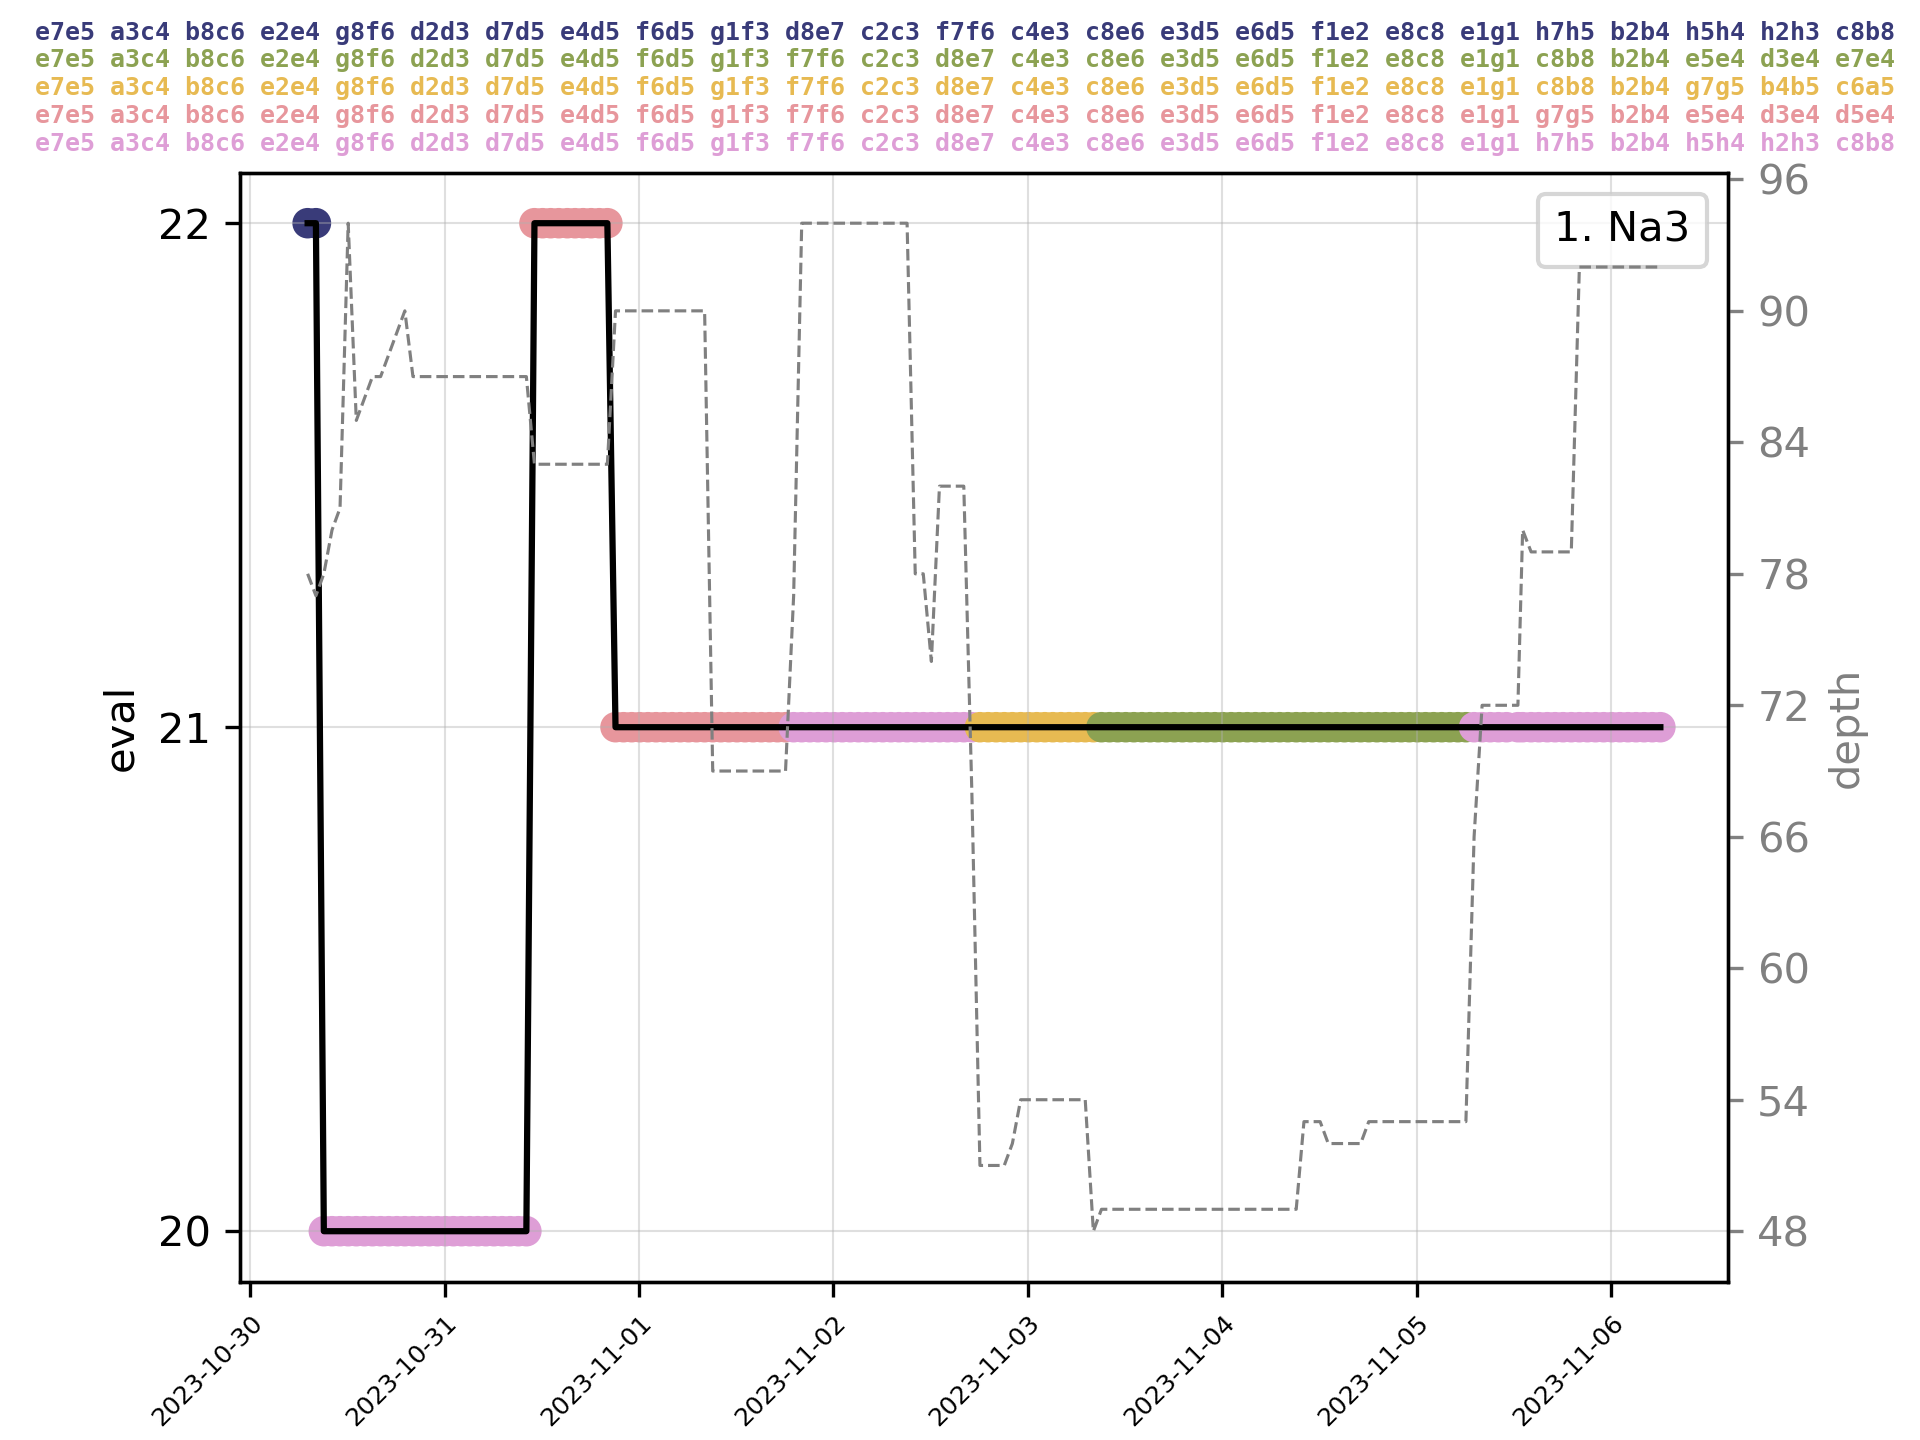 e7e5 a3c4 b8c6 e2e4 g8f6 d2d3 d7d5 e4d5 f6d5 g1f3 d8e7 c2c3 f7f6 c4e3 c8e6 e3d5 e6d5 f1e2 e8c8 e1g1 h7h5 b2b4 h5h4 h2h3 c8b8
e7e5 a3c4 b8c6 e2e4 g8f6 d2d3 d7d5 e4d5 f6d5 g1f3 f7f6 c2c3 d8e7 c4e3 c8e6 e3d5 e6d5 f1e2 e8c8 e1g1 c8b8 b2b4 e5e4 d3e4 e7e4
e7e5 a3c4 b8c6 e2e4 g8f6 d2d3 d7d5 e4d5 f6d5 g1f3 f7f6 c2c3 d8e7 c4e3 c8e6 e3d5 e6d5 f1e2 e8c8 e1g1 c8b8 b2b4 g7g5 b4b5 c6a5
e7e5 a3c4 b8c6 e2e4 g8f6 d2d3 d7d5 e4d5 f6d5 g1f3 f7f6 c2c3 d8e7 c4e3 c8e6 e3d5 e6d5 f1e2 e8c8 e1g1 g7g5 b2b4 e5e4 d3e4 d5e4
e7e5 a3c4 b8c6 e2e4 g8f6 d2d3 d7d5 e4d5 f6d5 g1f3 f7f6 c2c3 d8e7 c4e3 c8e6 e3d5 e6d5 f1e2 e8c8 e1g1 h7h5 b2b4 h5h4 h2h3 c8b8
1. Na3
eval
22
21
20
96
90
84
78
72
66
60
54
48
depth
2023-10-30
2023-10-31
2023-11-01
2023-11-02
2023-11-03
2023-11-04
2023-11-05
2023-11-06